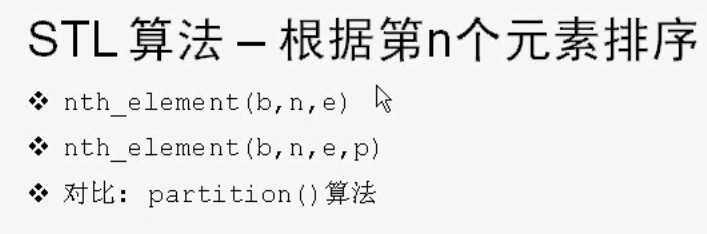 STL 算法 – 根据第n个元素排序
❖ nth_element(b,n,e)
❖ nth_element(b,n,e,p)
❖ 对比: partition()算法